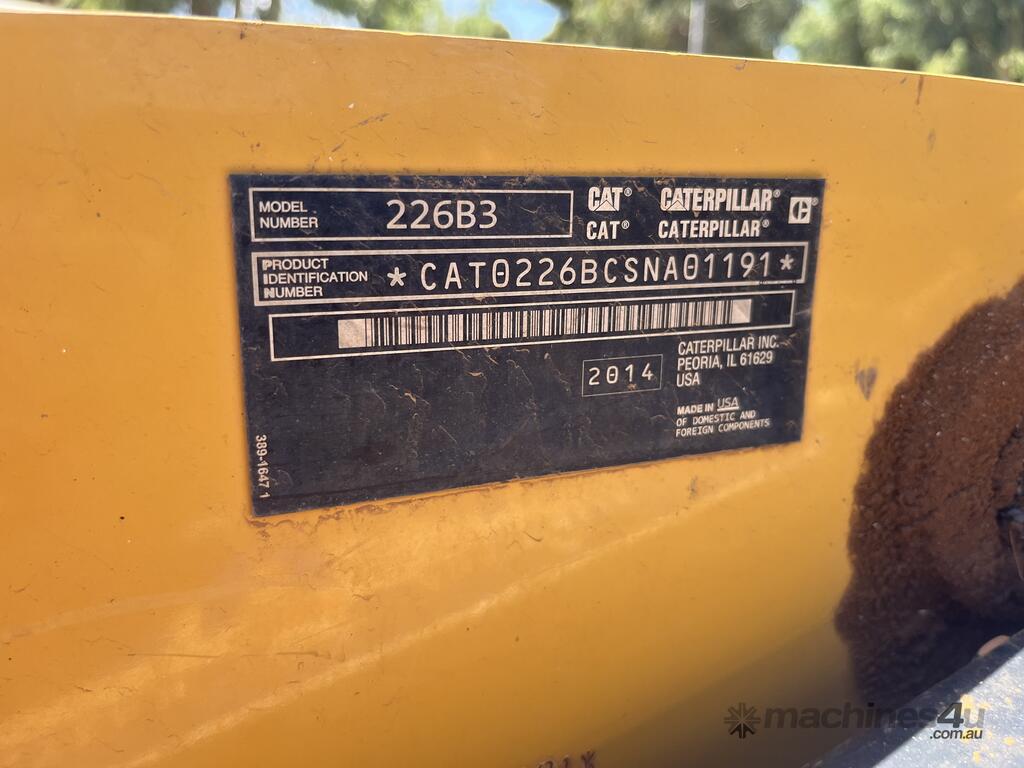 MODEL NUMBER 226B3
CAT® CATERPILLAR®
CAT® CATERPILLAR®
PRODUCT
IDENTIFICATION
NUMBER
*CAT0226BCSNA01191*
2014
CATERPILLAR INC.
PEORIA, IL 61629
USA
MADE IN USA
OF DOMESTIC AND
FOREIGN COMPONENTS
389-1647 1
machines4u
.com.au